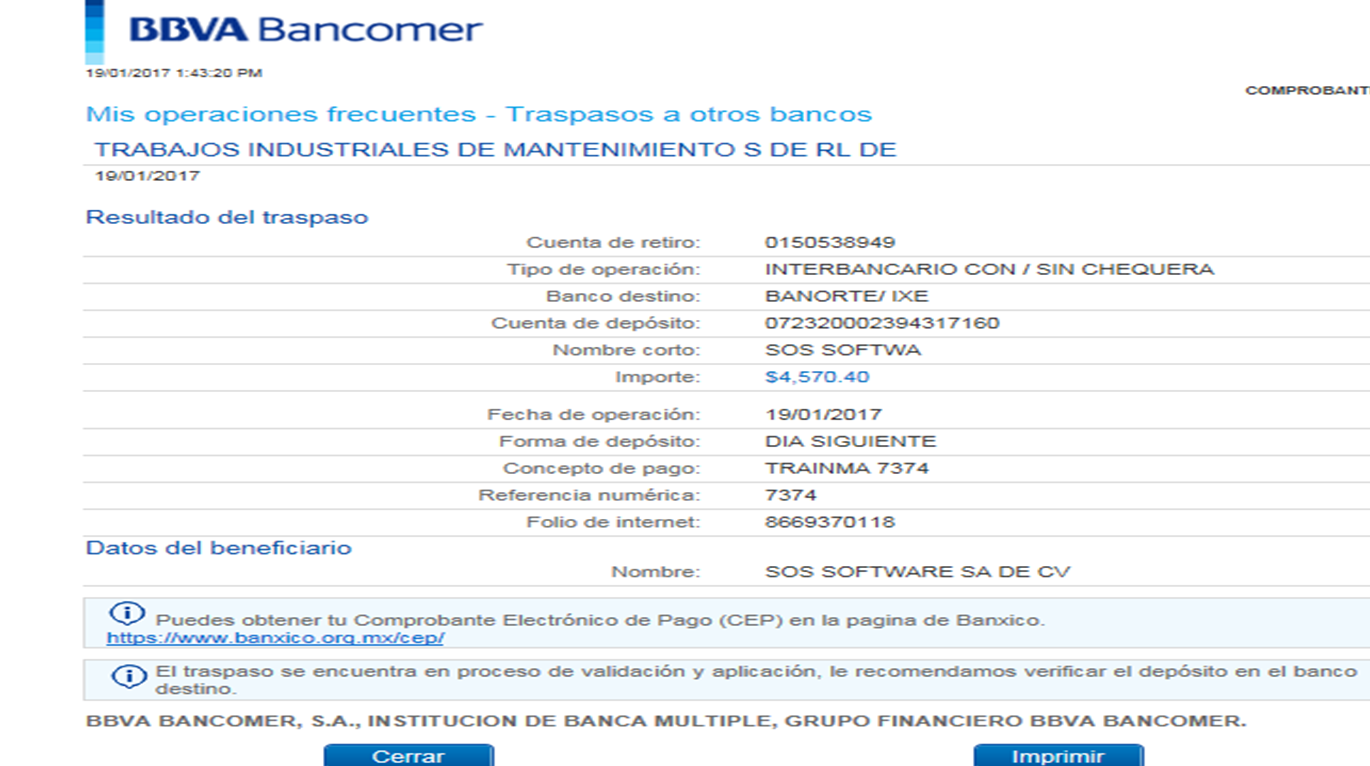 BBVA Bancomer
19/01/2017 1:43:20 PM
COMPROBANT
Mis operaciones frecuentes - Traspasos a otros bancos
TRABAJOS INDUSTRIALES DE MANTENIMIENTO S DE RL DE
19/01/2017
Resultado del traspaso
Cuenta de retiro: 0150538949
Tipo de operación: INTERBANCARIO CON / SIN CHEQUERA
Banco destino: BANORTE/ IXE
Cuenta de depósito: 072320002394317160
Nombre corto: SOS SOFTWA
Importe: $4,570.40
Fecha de operación: 19/01/2017
Forma de depósito: DIA SIGUIENTE
Concepto de pago: TRAINMA 7374
Referencia numérica: 7374
Folio de internet: 8669370118
Datos del beneficiario
Nombre: SOS SOFTWARE SA DE CV
Puedes obtener tu Comprobante Electrónico de Pago (CEP) en la pagina de Banxico.
https://www.banxico.org.mx/cep/
El traspaso se encuentra en proceso de validación y aplicación, le recomendamos verificar el depósito en el banco
destino.
BBVA BANCOMER, S.A., INSTITUCION DE BANCA MULTIPLE, GRUPO FINANCIERO BBVA BANCOMER.
Cerrar Imprimir